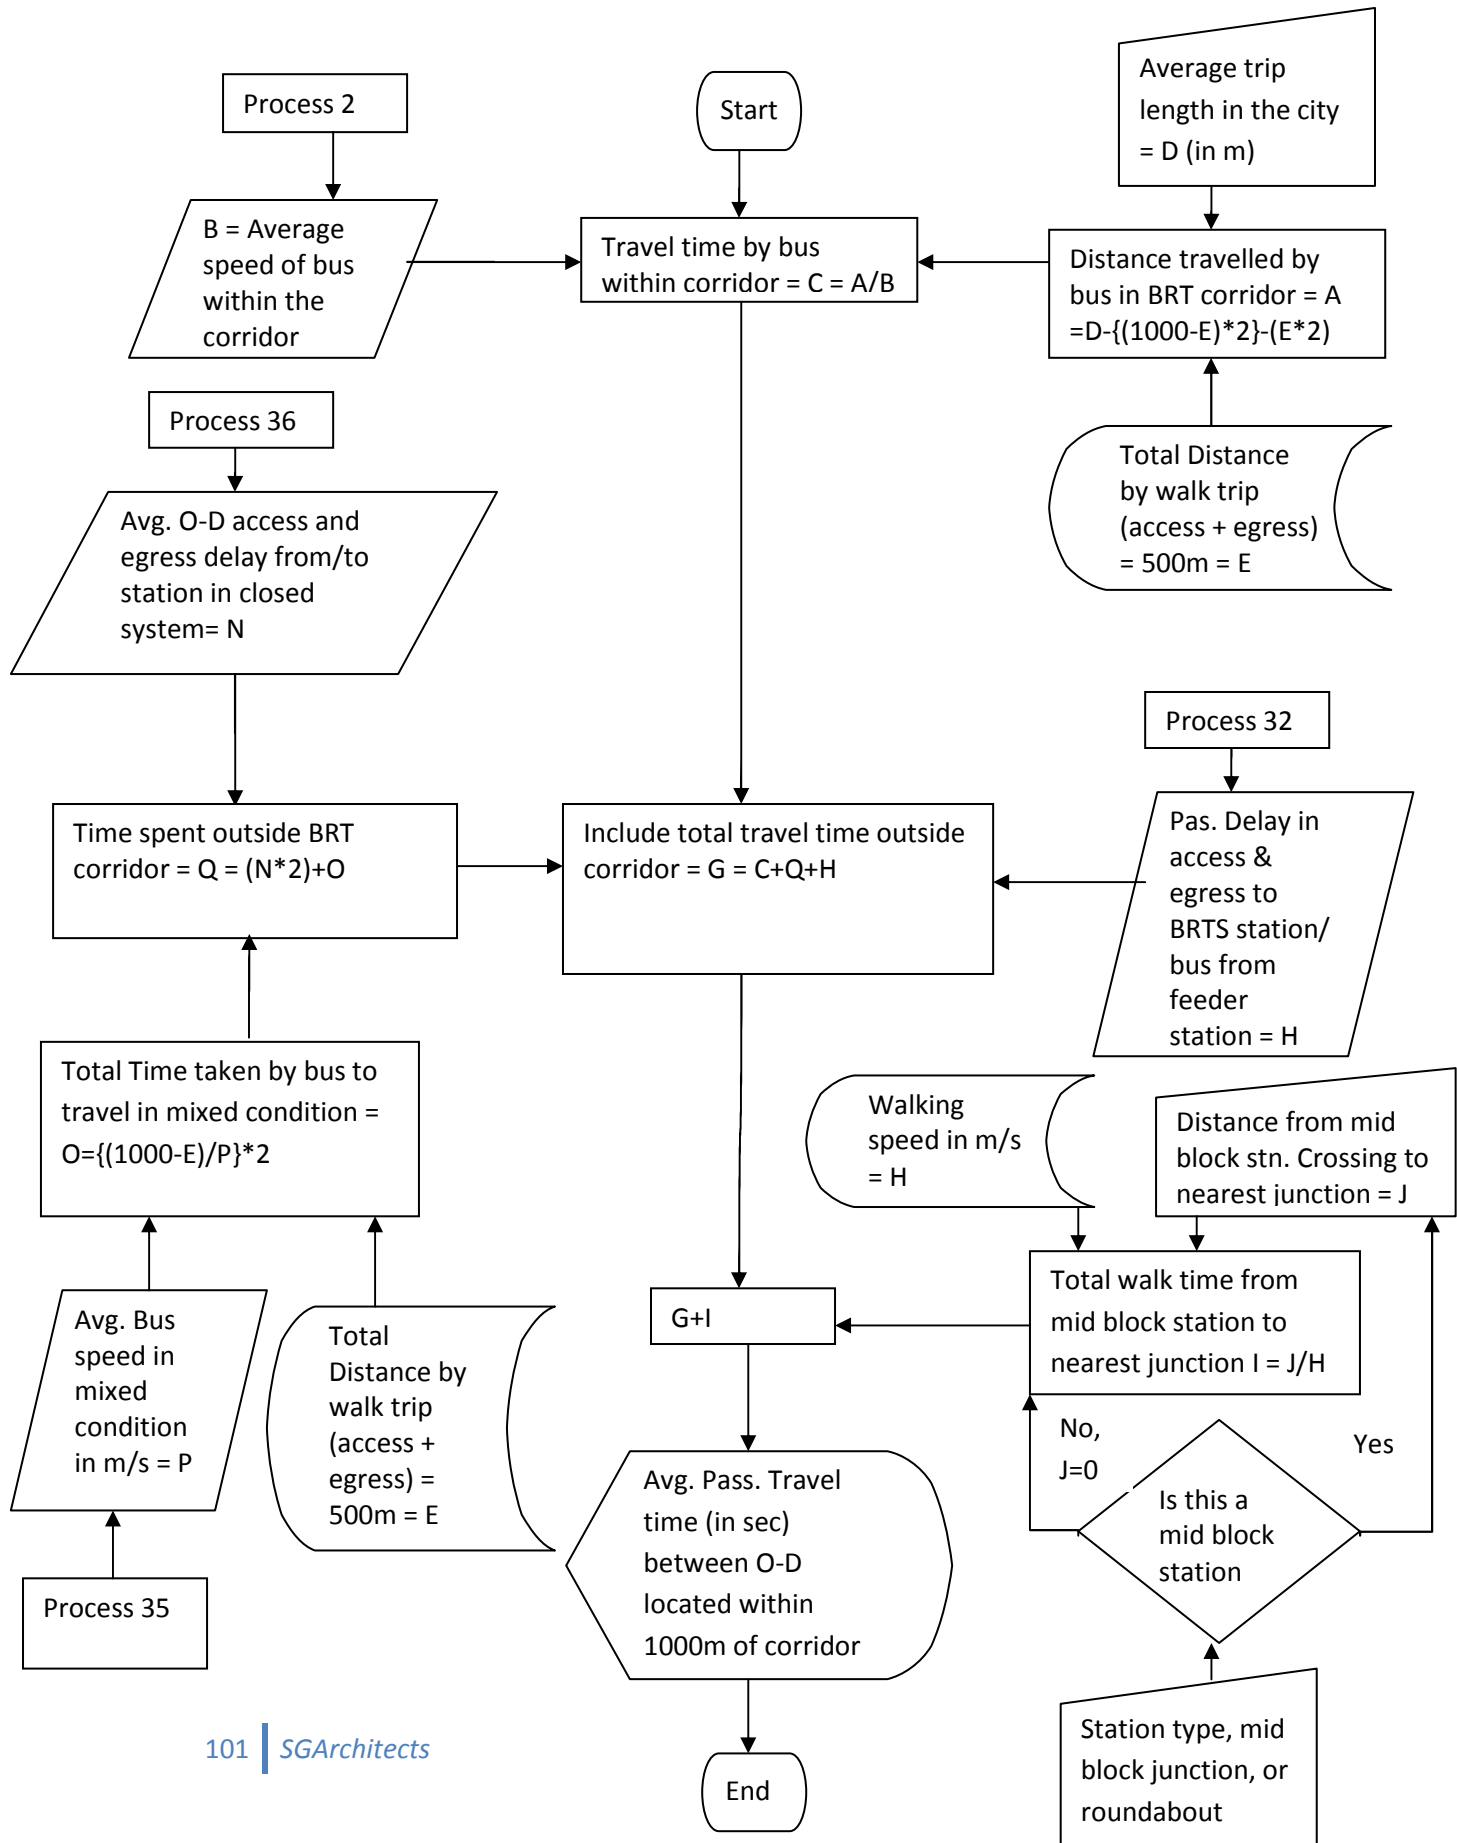 Process 2
Start
Average trip
length in the city
= D (in m)
B = Average
speed of bus
within the
corridor
Travel time by bus
within corridor = C = A/B
Distance travelled by
bus in BRT corridor = A
=D-{(1000-E)*2}-(E*2)
Process 36
Total Distance
by walk trip
(access + egress)
= 500m = E
Avg. O-D access and
egress delay from/to
station in closed
system= N
Process 32
Time spent outside BRT
corridor = Q = (N*2)+O
Include total travel time outside
corridor = G = C+Q+H
Pas. Delay in
access &
egress to
BRTS station/
bus from
feeder
station = H
Total Time taken by bus to
travel in mixed condition =
O={(1000-E)/P}*2
Walking
speed in m/s
= H
Distance from mid
block stn. Crossing to
nearest junction = J
Total walk time from
mid block station to
nearest junction I = J/H
G+I
Avg. Bus
speed in
mixed
condition
in m/s = P
Total
Distance by
walk trip
(access +
egress) =
500m = E
No,
J=0
Yes
Is this a
mid block
station
Avg. Pass. Travel
time (in sec)
between O-D
located within
1000m of corridor
Process 35
Station type, mid
block junction, or
roundabout
End
101 SGArchitects